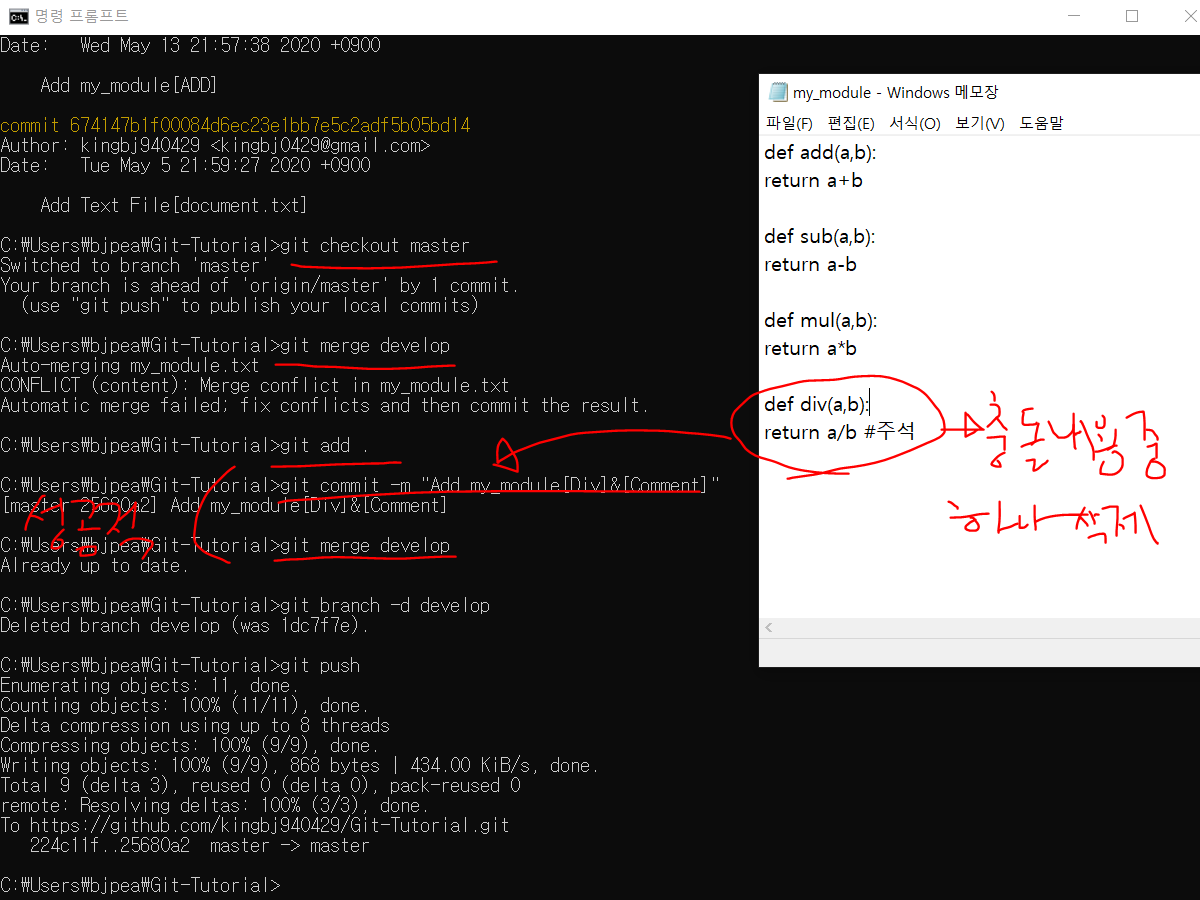 명령 프롬프트
Date:   Wed May 13 21:57:38 2020 +0900
    Add my_module[ADD]
commit 674147b1f00084d6ec23e1bb7e5c2adf5b05bd14
Author: kingbj940429 <kingbj0429@gmail.com>
Date:   Tue May 5 21:59:27 2020 +0900
    Add Text File[document.txt]
C:₩Users₩bjpea₩Git-Tutorial>git checkout master
Switched to branch 'master'
Your branch is ahead of 'origin/master' by 1 commit.
  (use "git push" to publish your local commits)
C:₩Users₩bjpea₩Git-Tutorial>git merge develop
Auto-merging my_module.txt
CONFLICT (content): Merge conflict in my_module.txt
Automatic merge failed; fix conflicts and then commit the result.
C:₩Users₩bjpea₩Git-Tutorial>git add .
C:₩Users₩bjpea₩Git-Tutorial>git commit -m "Add my_module[Div]&[Comment]"
[master 25680a2] Add my_module[Div]&[Comment]
성공적
C:₩Users₩bjpea₩Git-Tutorial>git merge develop
Already up to date.
C:₩Users₩bjpea₩Git-Tutorial>git branch -d develop
Deleted branch develop (was 1dc7f7e).
C:₩Users₩bjpea₩Git-Tutorial>git push
Enumerating objects: 11, done.
Counting objects: 100% (11/11), done.
Delta compression using up to 8 threads
Compressing objects: 100% (9/9), done.
Writing objects: 100% (9/9), 868 bytes | 434.00 KiB/s, done.
Total 9 (delta 3), reused 0 (delta 0), pack-reused 0
remote: Resolving deltas: 100% (3/3), done.
To https://github.com/kingbj940429/Git-Tutorial.git
   224c11f..25680a2  master -> master
C:₩Users₩bjpea₩Git-Tutorial>
my_module - Windows 메모장
파일(F) 편집(E) 서식(O) 보기(V) 도움말
def add(a,b):
return a+b
def sub(a,b):
return a-b
def mul(a,b):
return a*b
def div(a,b):
return a/b #주석
충돌 중
하나 삭제